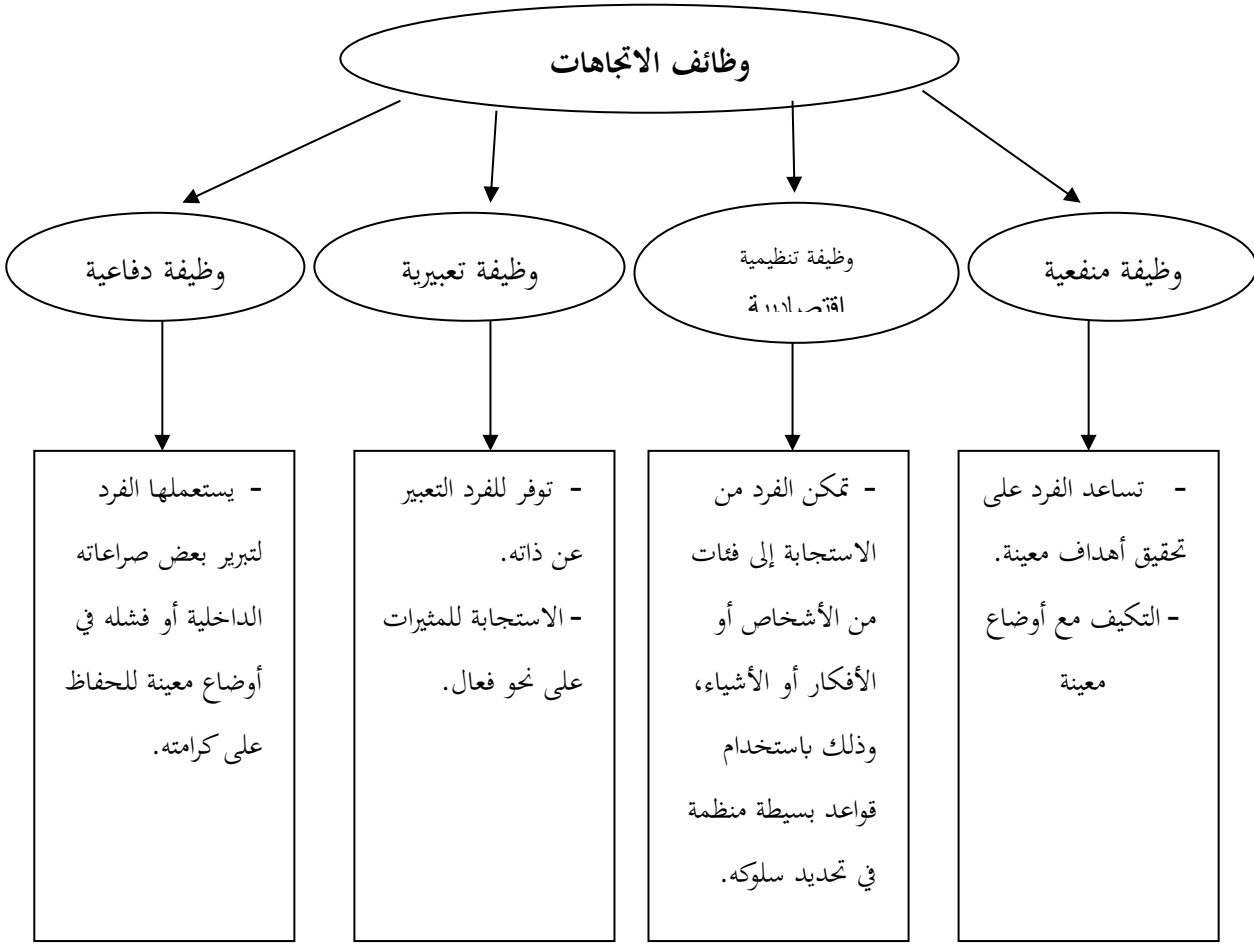 وظائف الاتجاهات
وظيفة منفعية
وظيفة تنظيمية
اقتصادية
وظيفة تعبيرية
وظيفة دفاعية
- تساعد الفرد على
تحقيق أهداف معينة.
- التكيف مع أوضاع
معينة
- تمكن الفرد من
الاستجابة إلى فئات
من الأشخاص أو
الأفكار أو الأشياء،
وذلك باستخدام
قواعد بسيطة منظمة
في تحديد سلوكه.
- توفر للفرد التعبير
عن ذاته.
- الاستجابة للمثيرات
على نحو فعال.
- يستعملها الفرد
لتبرير بعض صراعاته
الداخلية أو فشله في
أوضاع معينة للحفاظ
على كرامته.